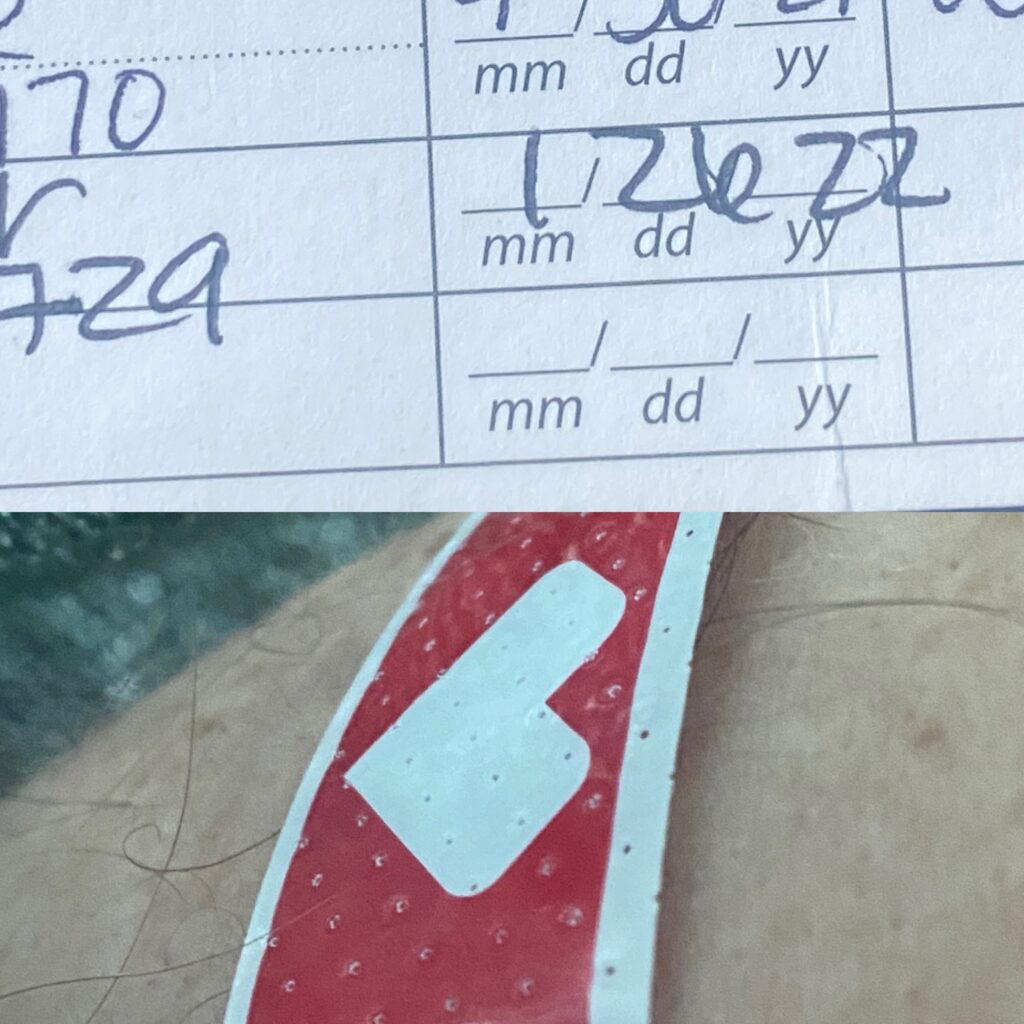 mm dd yy
170
1/26 22
mm dd yy
729
/ /
mm dd yy